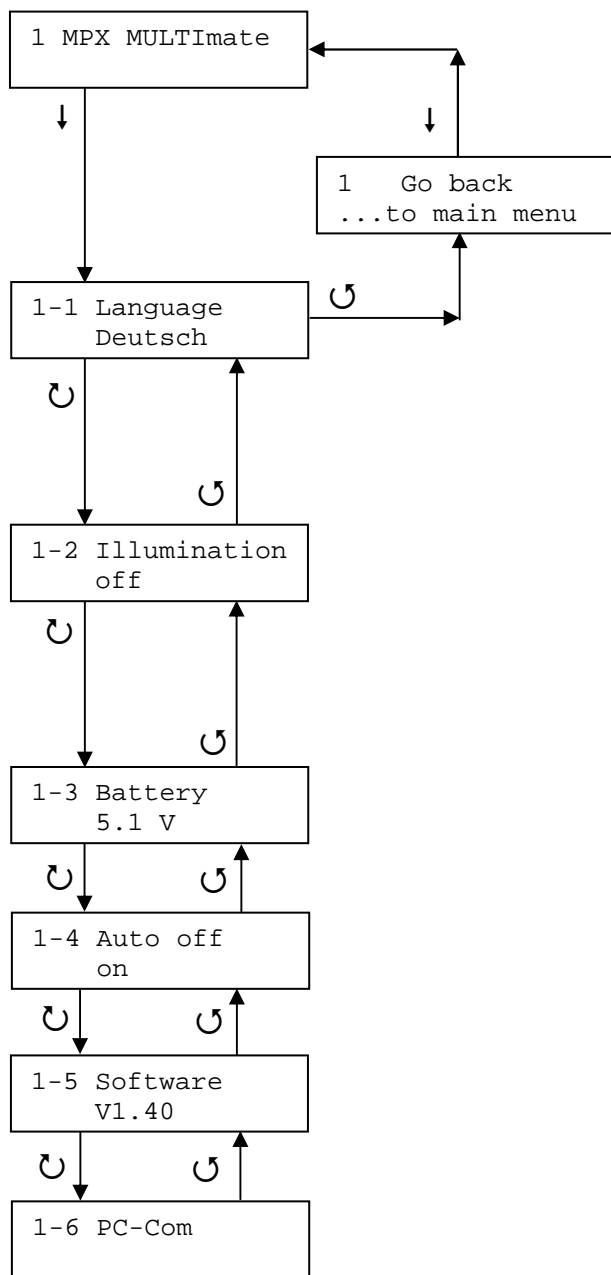 1 MPX MULTImate
1   Go back
...to main menu
1-1 Language
Deutsch
1-2 Illumination
off
1-3 Battery
5.1 V
1-4 Auto off
on
1-5 Software
V1.40
1-6 PC-Com